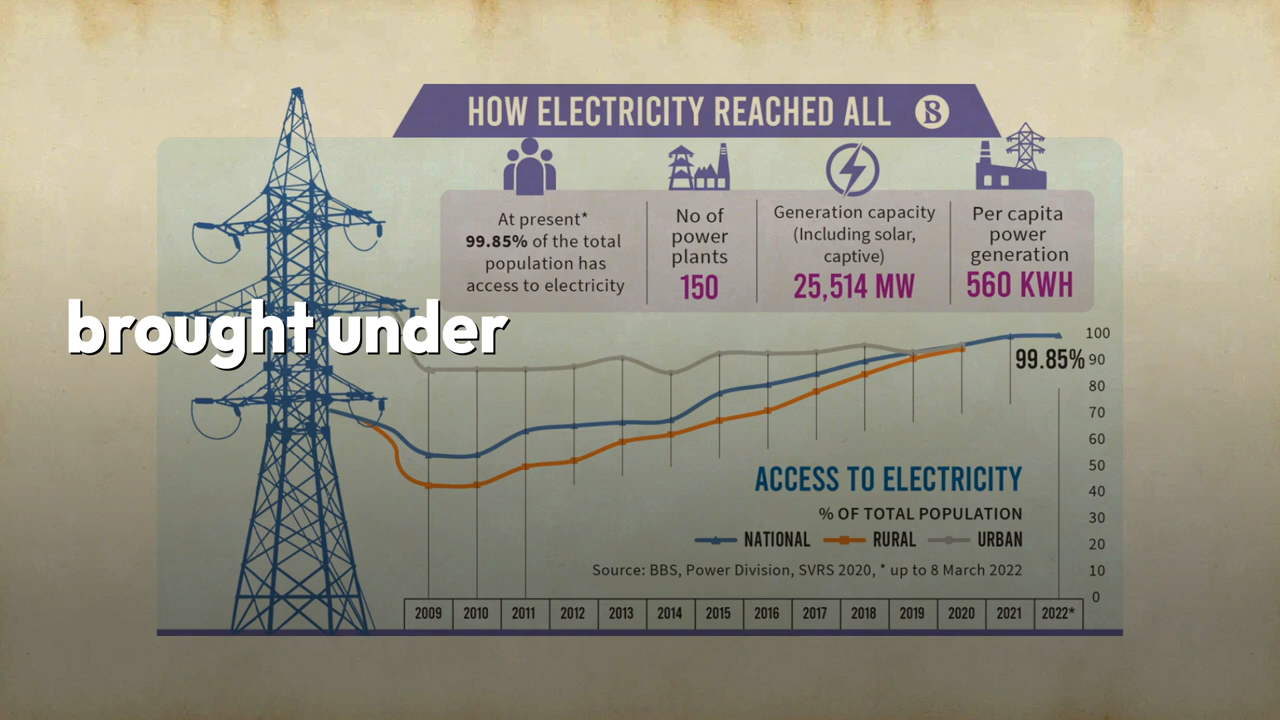 HOW ELECTRICITY REACHED ALL B
At present*
99.85% of the total
population has
access to electricity
No of
power
plants
150
Generation capacity
(Including solar,
captive)
25,514 MW
Per capita
power
generation
560 KWH
brought under
100
99.85%
90
80
70
60
50
40
30
20
10
0
ACCESS TO ELECTRICITY
% OF TOTAL POPULATION
NATIONAL RURAL URBAN
Source: BBS, Power Division, SVRS 2020, * up to 8 March 2022
2009 2010 2011 2012 2013 2014 2015 2016 2017 2018 2019 2020 2021 2022*